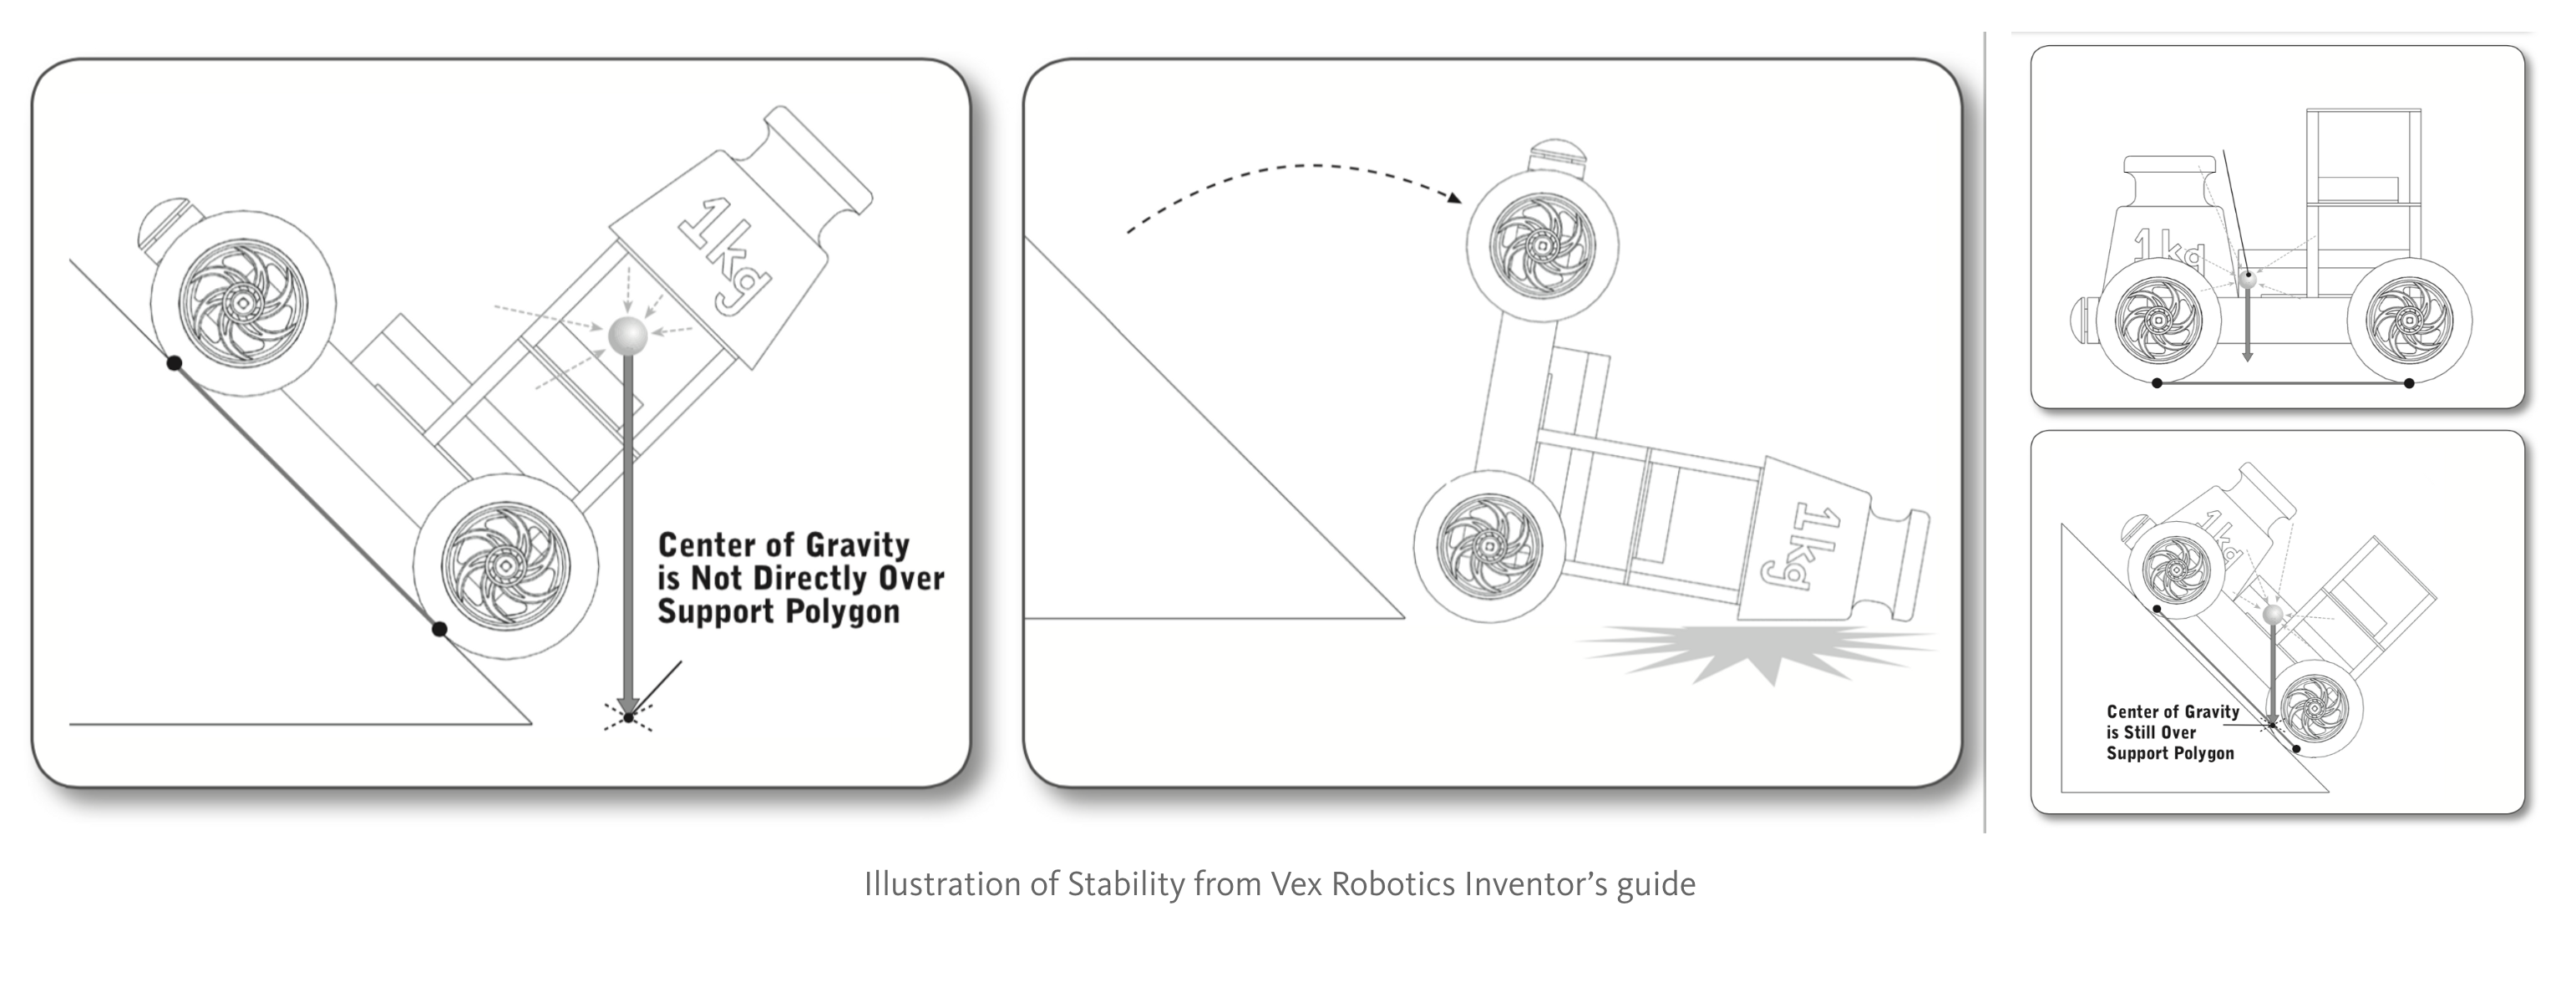 1kg
Center of Gravity
is Not Directly Over
Support Polygon
1kg
1kg
1kg
Center of Gravity
is Still Over
Support Polygon
Illustration of Stability from Vex Robotics Inventor’s guide